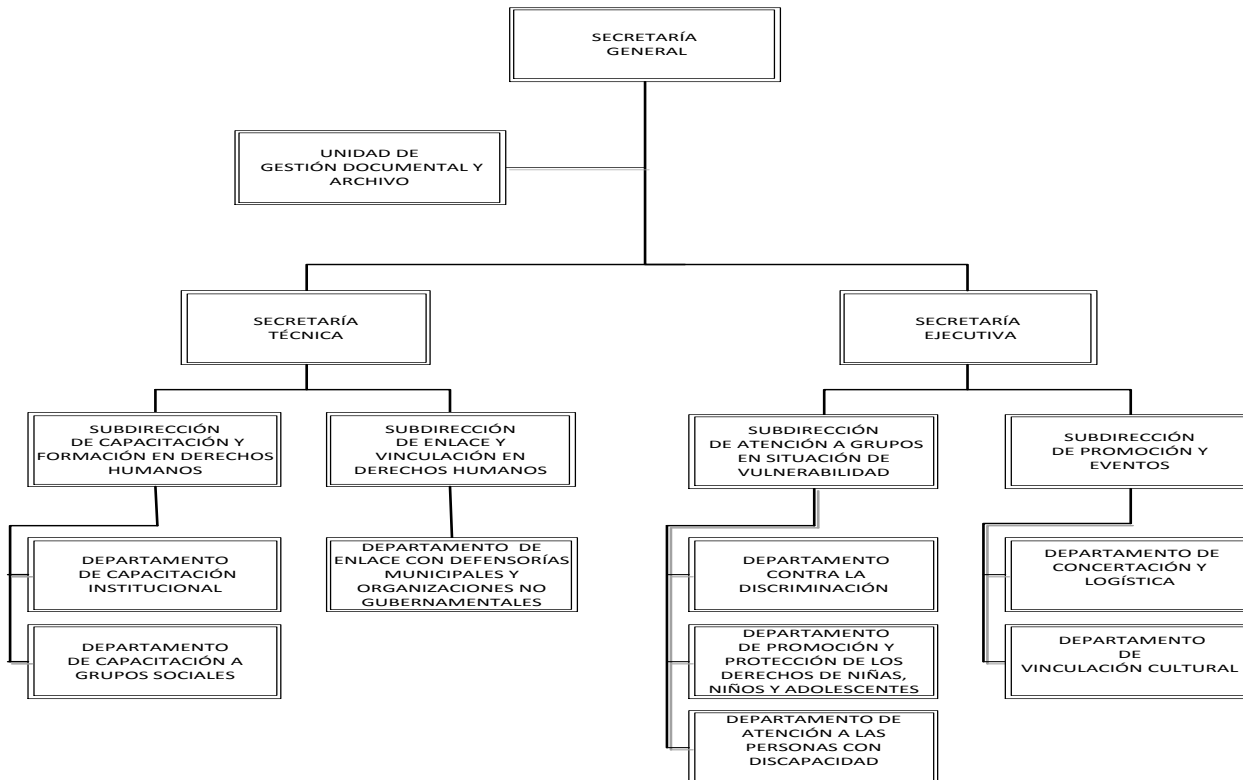 SECRETARÍA
GENERAL
UNIDAD DE
GESTIÓN DOCUMENTAL Y
ARCHIVO
SECRETARÍA
TÉCNICA
SECRETARÍA
EJECUTIVA
SUBDIRECCIÓN
DE CAPACITACIÓN Y
FORMACIÓN EN DERECHOS
HUMANOS
SUBDIRECCIÓN
DE ENLACE Y
VINCULACIÓN EN
DERECHOS HUMANOS
SUBDIRECCIÓN
DE ATENCIÓN A GRUPOS
EN SITUACIÓN DE
VULNERABILIDAD
SUBDIRECCIÓN
DE PROMOCIÓN Y
EVENTOS
DEPARTAMENTO
DE CAPACITACIÓN
INSTITUCIONAL
DEPARTAMENTO DE
ENLACE CON DEFENSORÍAS
MUNICIPALES Y
ORGANIZACIONES NO
GUBERNAMENTALES
DEPARTAMENTO
CONTRA LA
DISCRIMINACIÓN
DEPARTAMENTO DE
CONCERTACIÓN Y
LOGÍSTICA
DEPARTAMENTO
DE CAPACITACIÓN A
GRUPOS SOCIALES
DEPARTAMENTO
DE PROMOCIÓN Y
PROTECCIÓN DE LOS
DERECHOS DE NIÑAS,
NIÑOS Y ADOLESCENTES
DEPARTAMENTO
DE
VINCULACIÓN CULTURAL
DEPARTAMENTO DE
ATENCIÓN A LAS
PERSONAS CON
DISCAPACIDAD